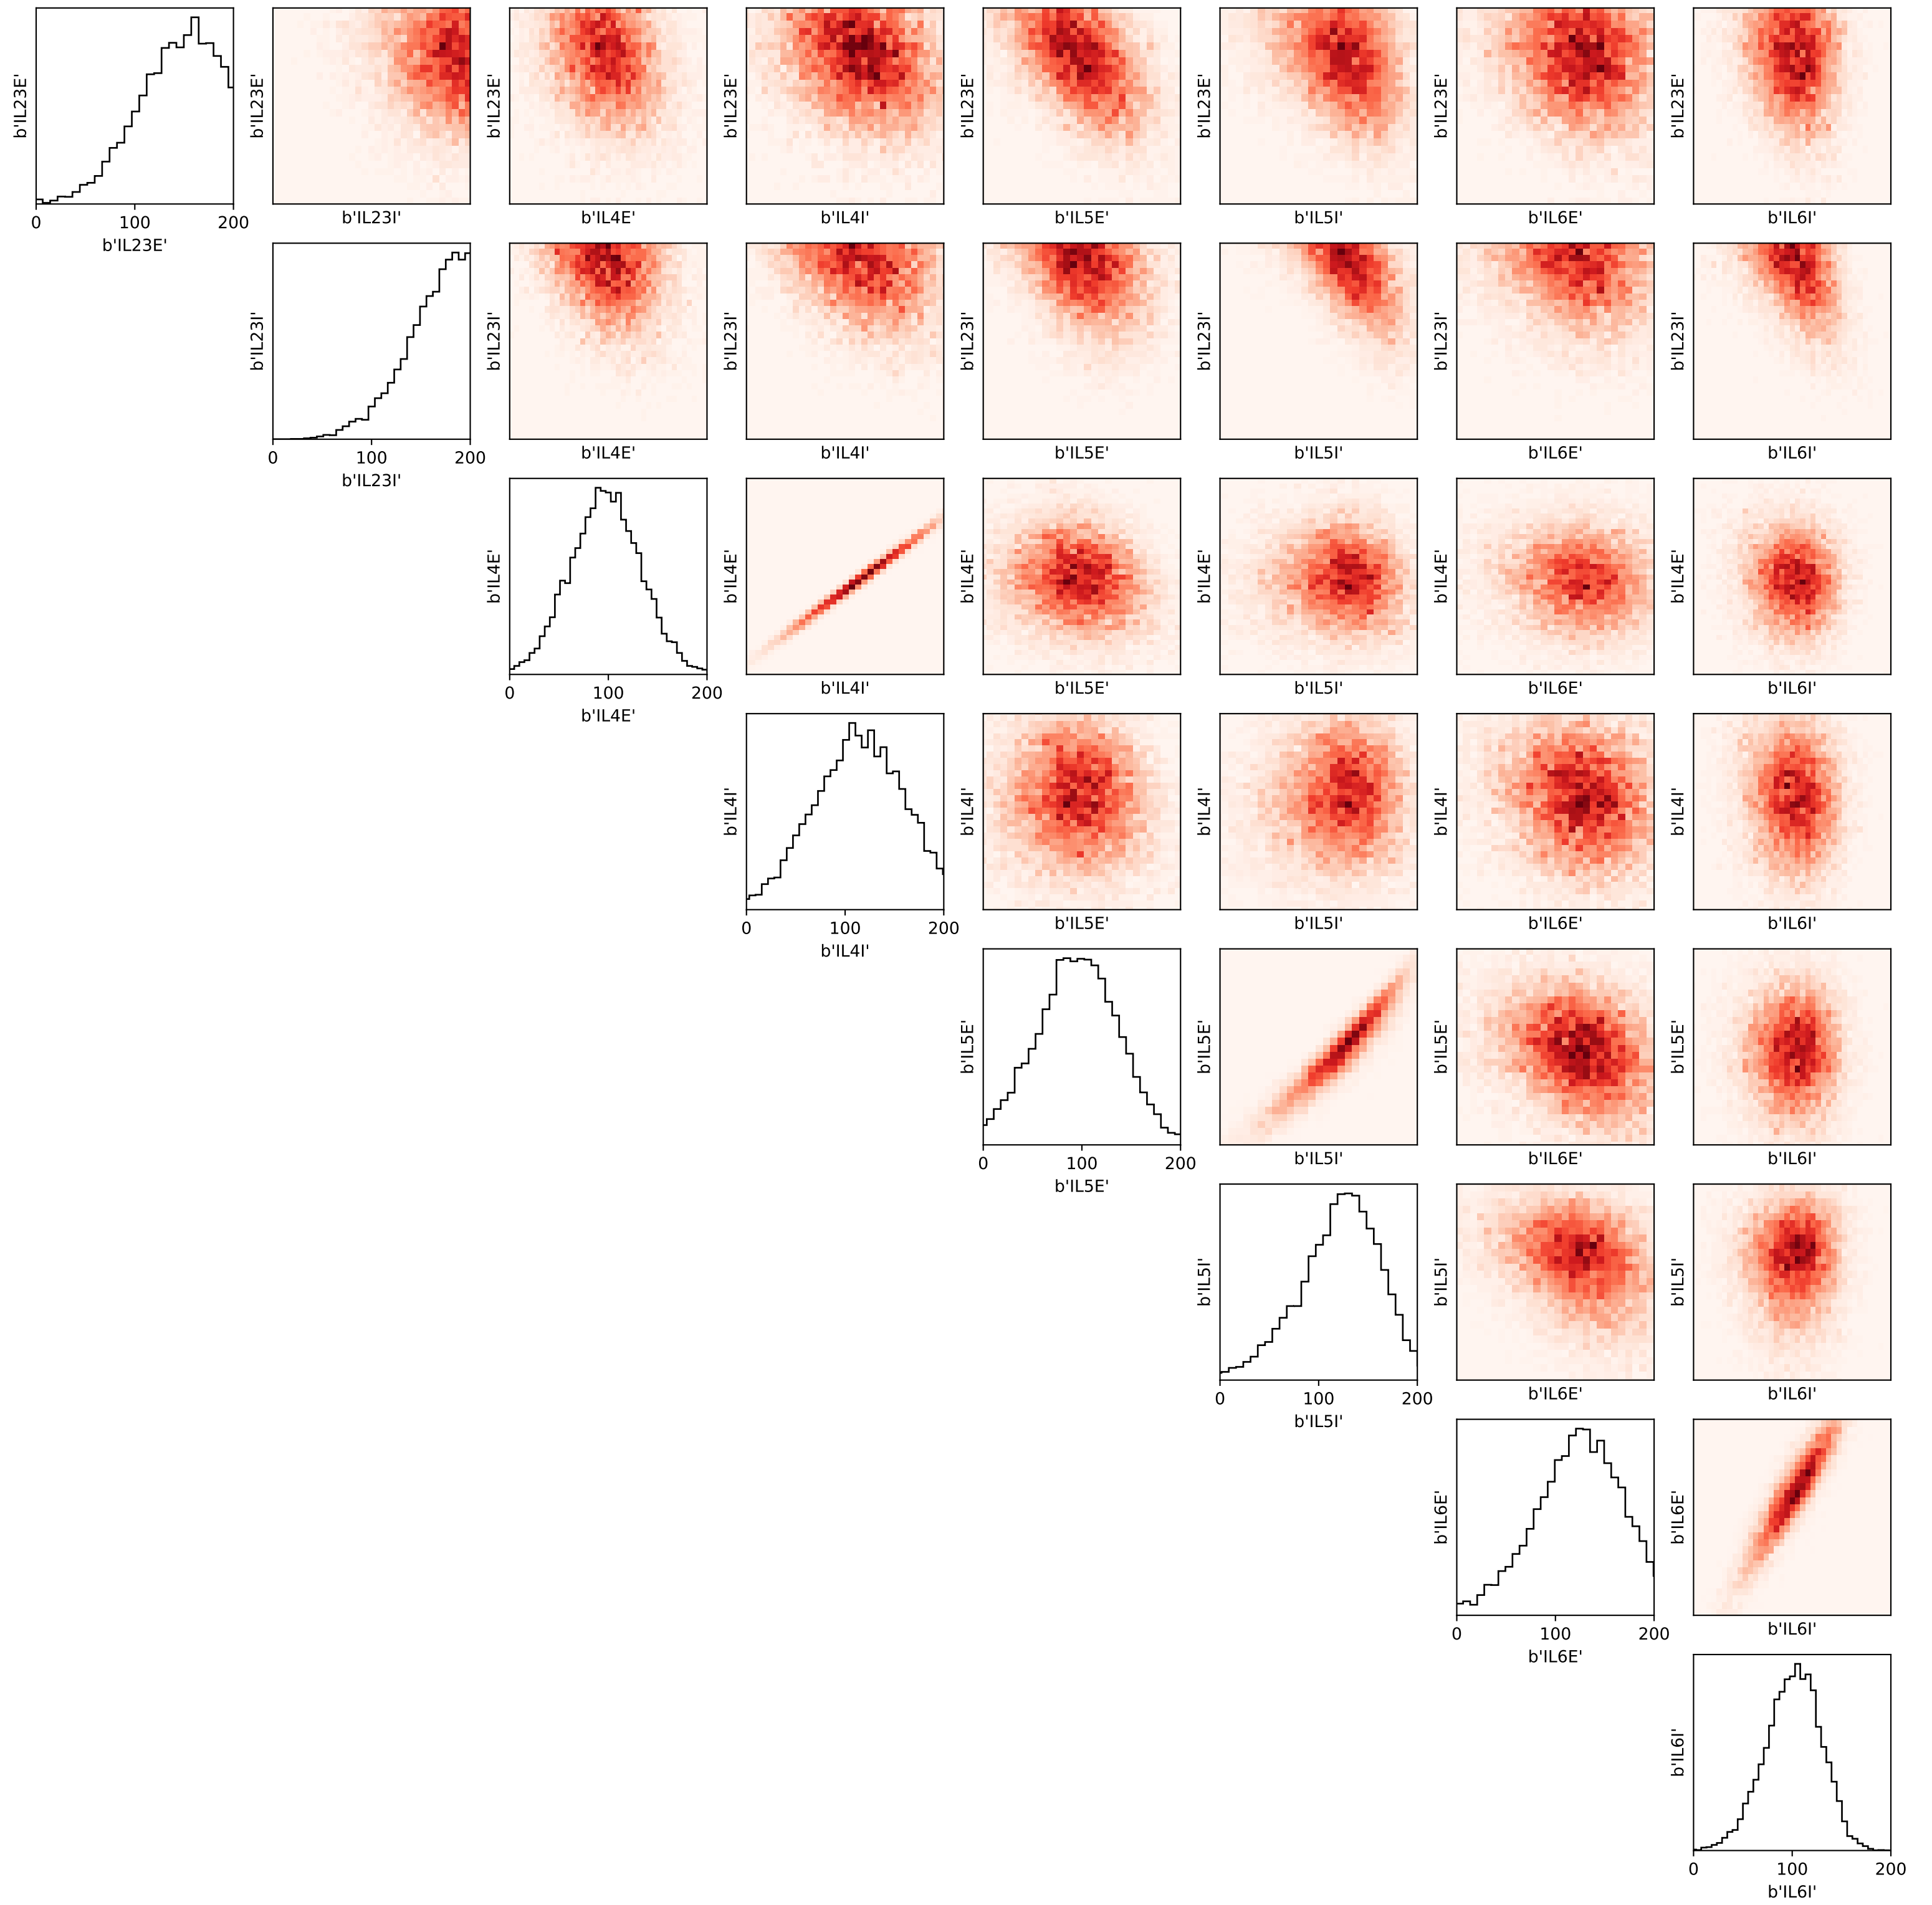 b'IL23E' b'IL23E' b'IL23E' b'IL23E' b'IL23E' b'IL23E' b'IL23E' b'IL23E'
0 100 200
b'IL23E' b'IL23I' b'IL4E' b'IL4I' b'IL5E' b'IL5I' b'IL6E' b'IL6I'
b'IL23I' b'IL23I' b'IL23I' b'IL23I' b'IL23I' b'IL23I' b'IL23I'
0 100 200
b'IL23I' b'IL4E' b'IL4I' b'IL5E' b'IL5I' b'IL6E' b'IL6I'
b'IL4E' b'IL4E' b'IL4E' b'IL4E' b'IL4E' b'IL4E'
0 100 200
b'IL4E' b'IL4I' b'IL5E' b'IL5I' b'IL6E' b'IL6I'
b'IL4I' b'IL4I' b'IL4I' b'IL4I' b'IL4I'
0 100 200
b'IL4I' b'IL5E' b'IL5I' b'IL6E' b'IL6I'
b'IL5E' b'IL5E' b'IL5E' b'IL5E'
0 100 200
b'IL5E' b'IL5I' b'IL6E' b'IL6I'
b'IL5I' b'IL5I' b'IL5I'
0 100 200
b'IL5I' b'IL6E' b'IL6I'
b'IL6E' b'IL6E'
0 100 200
b'IL6E' b'IL6I'
b'IL6I'
0 100 200
b'IL6I'